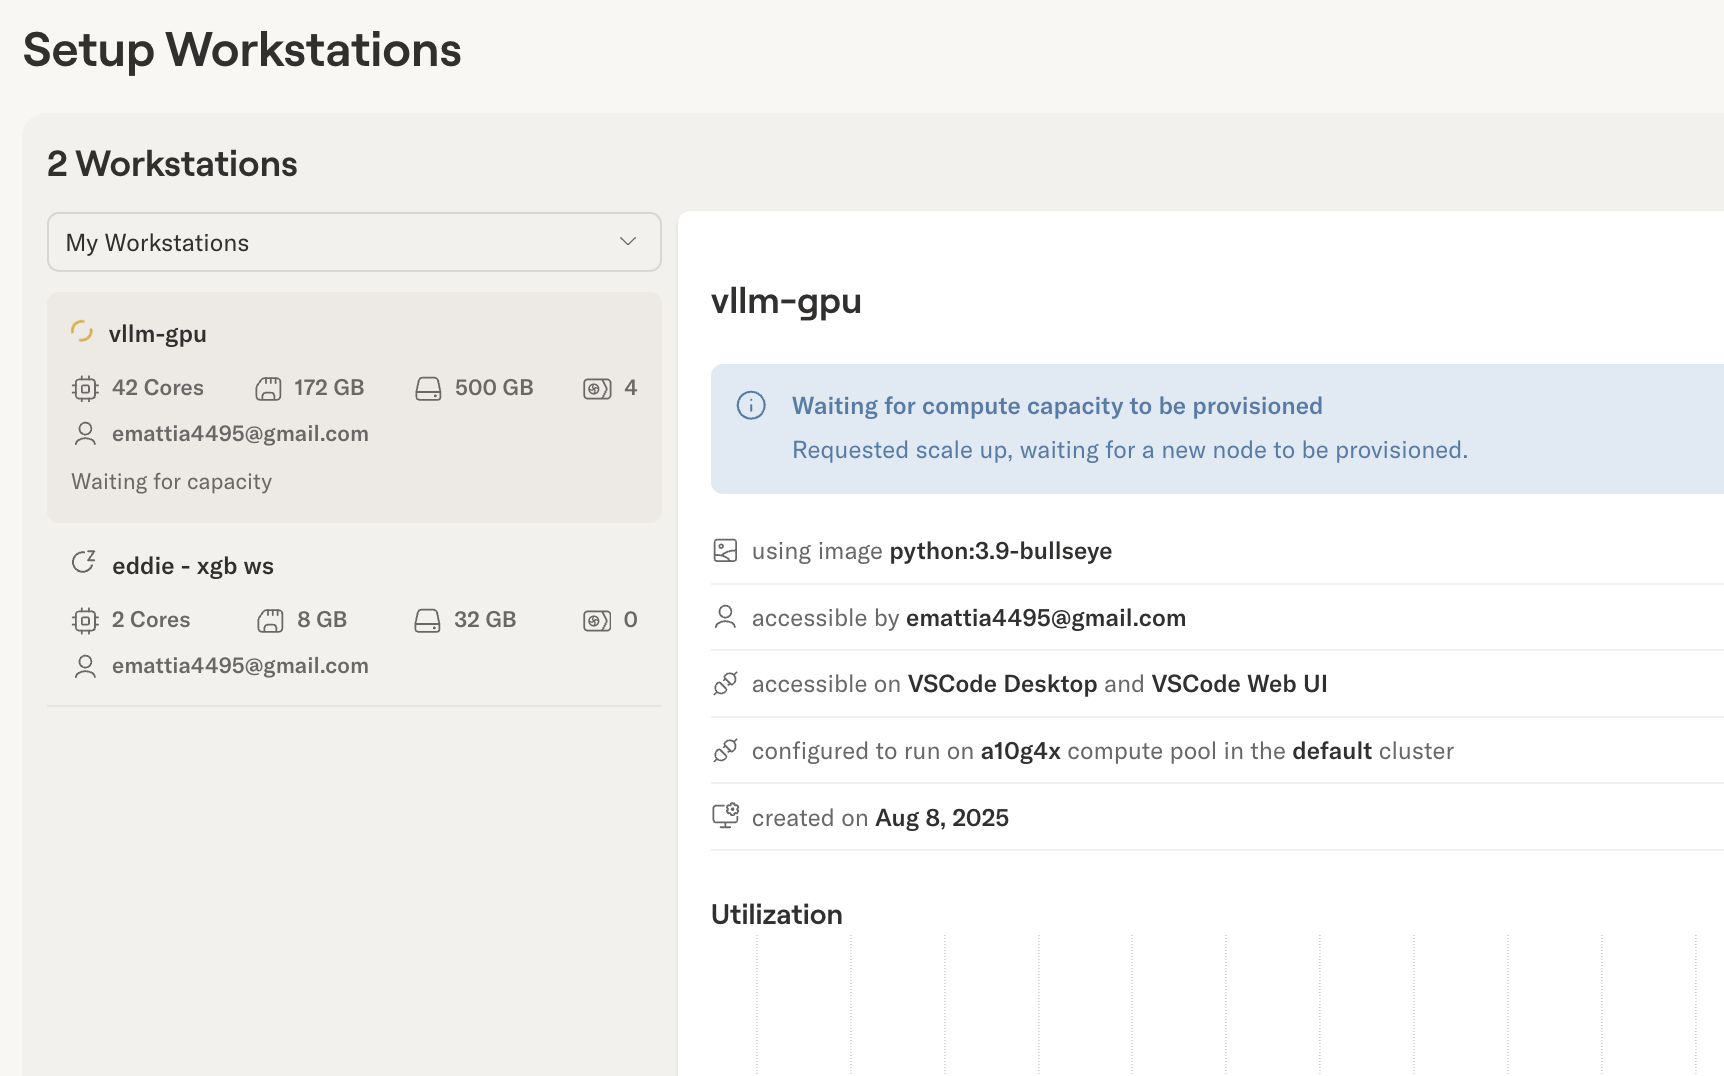 Setup Workstations
2 Workstations
My Workstations
vllm-gpu
42 Cores 172 GB 500 GB 4
emattia4495@gmail.com
Waiting for capacity
eddie - xgb ws
2 Cores 8 GB 32 GB 0
emattia4495@gmail.com
vllm-gpu
Waiting for compute capacity to be provisioned
Requested scale up, waiting for a new node to be provisioned.
using image python:3.9-bullseye
accessible by emattia4495@gmail.com
accessible on VSCode Desktop and VSCode Web UI
configured to run on a10g4x compute pool in the default cluster
created on Aug 8, 2025
Utilization